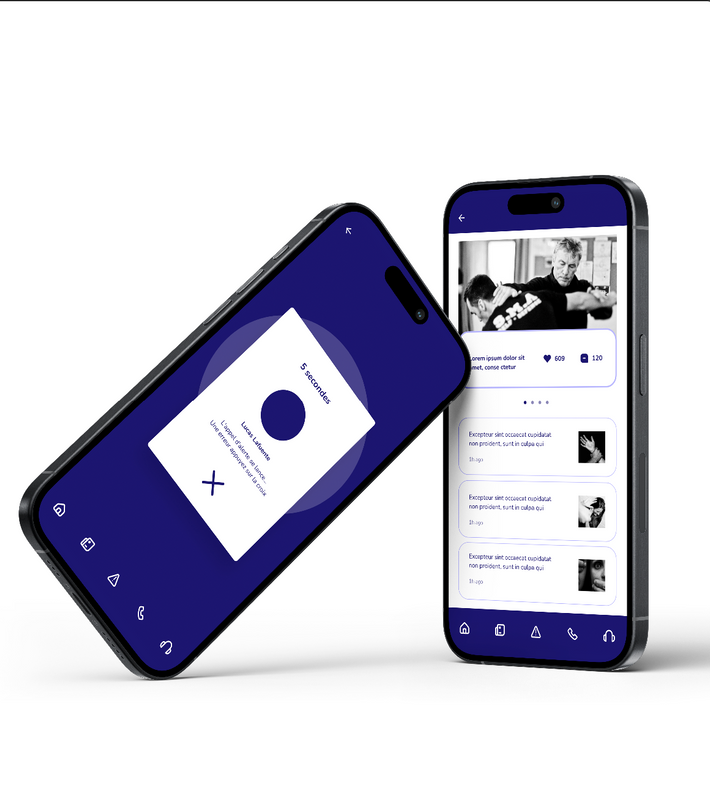 5 secondes
Lucas Lafuente
L'appel d'alerte se lance..
Une erreur appuyez sur la croix
S.M.A
Lorem ipsum dolor sit
amet, conse ctetur
609
120
Excepteur sint occaecat cupidatat
non proident, sunt in culpa qui
1h ago
Excepteur sint occaecat cupidatat
non proident, sunt in culpa qui
1h ago
Excepteur sint occaecat cupidatat
non proident, sunt in culpa qui
1h ago